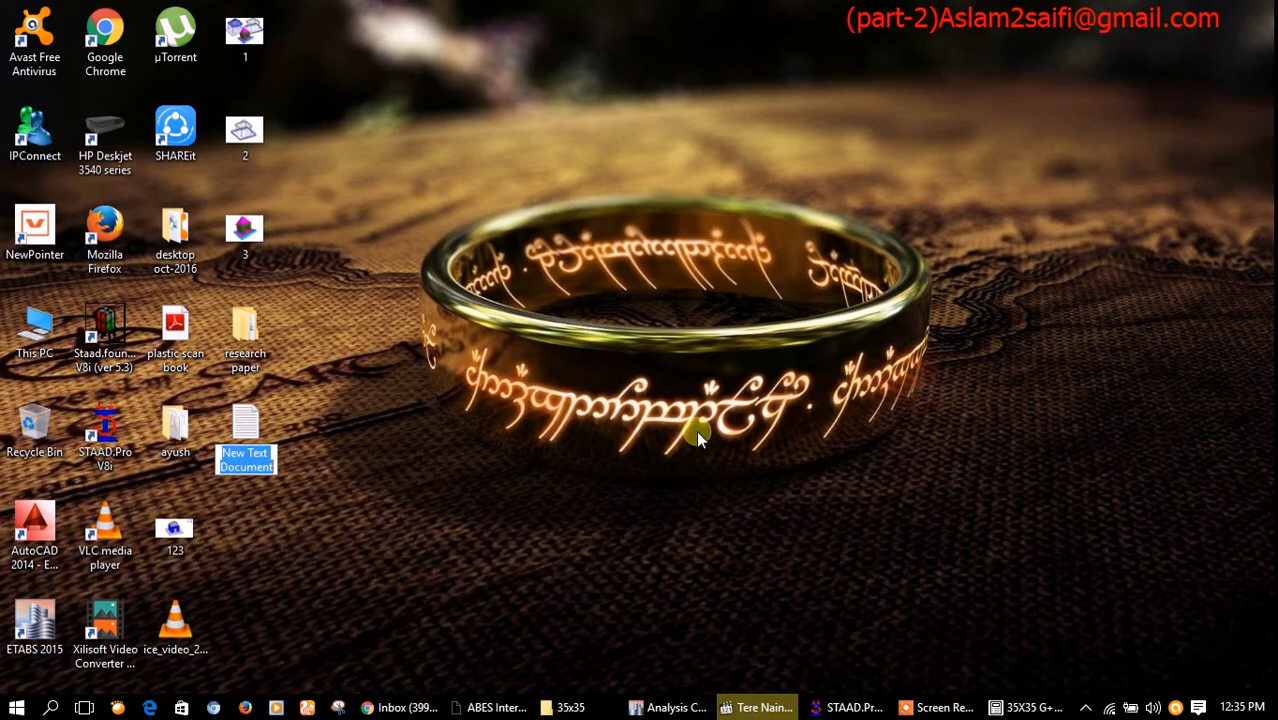 (part-2)Aslam2saifi@gmail.com
Avast Free
Antivirus
Google
Chrome
µTorrent
1
IPConnect
HP Deskjet
3540 series
SHAREit
2
NewPointer
Mozilla
Firefox
desktop
oct-2016
3
This PC
Staad.foun...
V8i (ver 5.3)
plastic scan
book
research
paper
Recycle Bin
STAAD.Pro
V8i
ayush
New Text
Document
AutoCAD
2014 - E...
VLC media
player
123
ETABS 2015
Xilisoft Video
Converter ...
ice_video_2...
Inbox (399...
ABES Inter...
35x35
Analysis C...
Tere Nain...
STAAD.Pr...
Screen Re...
35X35 G+...
12:35 PM